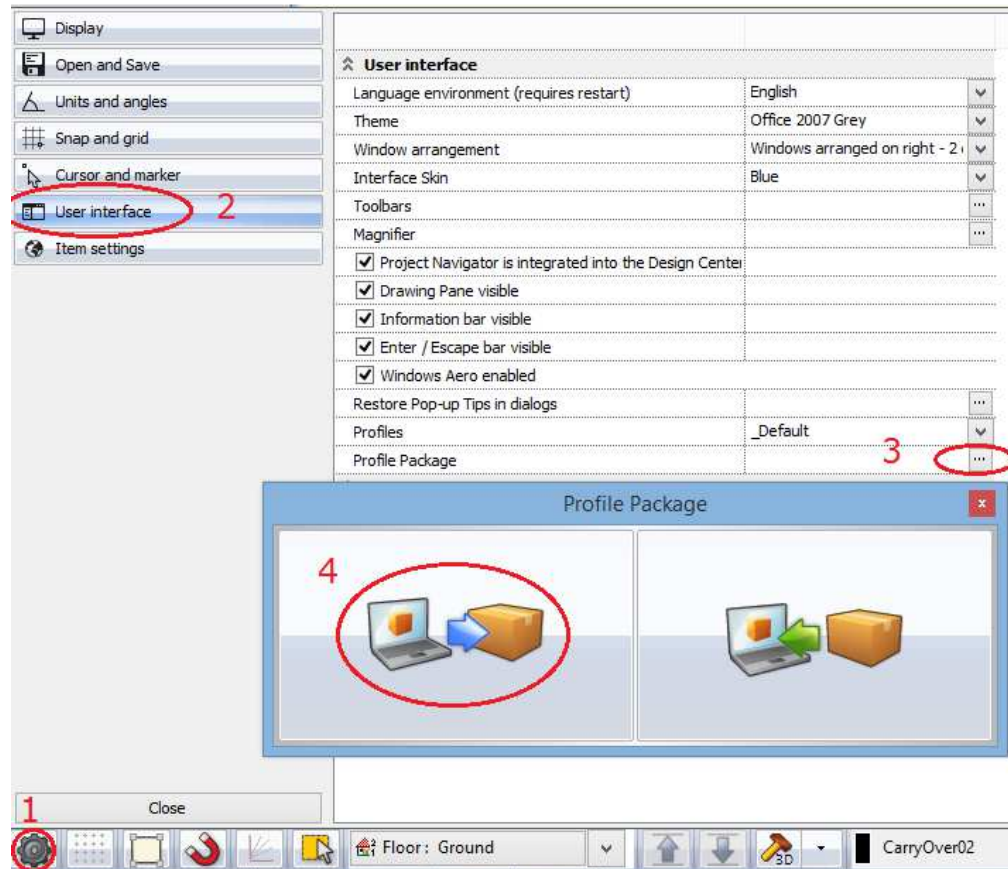 Display
Open and Save
Units and angles
Snap and grid
Cursor and marker
User interface 2
Item settings
User interface
Language environment (requires restart) English
Theme Office 2007 Grey
Window arrangement Windows arranged on right - 2
Interface Skin Blue
Toolbars ...
Magnifier ...
Project Navigator is integrated into the Design Center
Drawing Pane visible
Information bar visible
Enter / Escape bar visible
Windows Aero enabled
Restore Pop-up Tips in dialogs ...
Profiles _Default
Profile Package 3 ...
Profile Package x
4
1 Close
Floor: Ground 3D CarryOver02